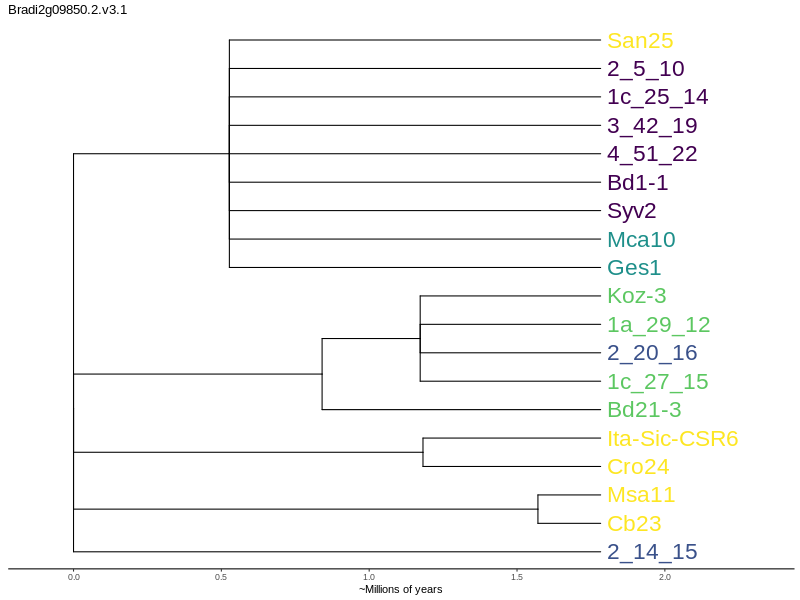 Bradi2g09850.2.v3.1
San25
2_5_10
1c_25_14
3_42_19
4_51_22
Bd1-1
Syv2
Mca10
Ges1
Koz-3
1a_29_12
2_20_16
1c_27_15
Bd21-3
Ita-Sic-CSR6
Cro24
Msa11
Cb23
2_14_15
0.0 0.5 1.0 1.5 2.0
~Millions of years